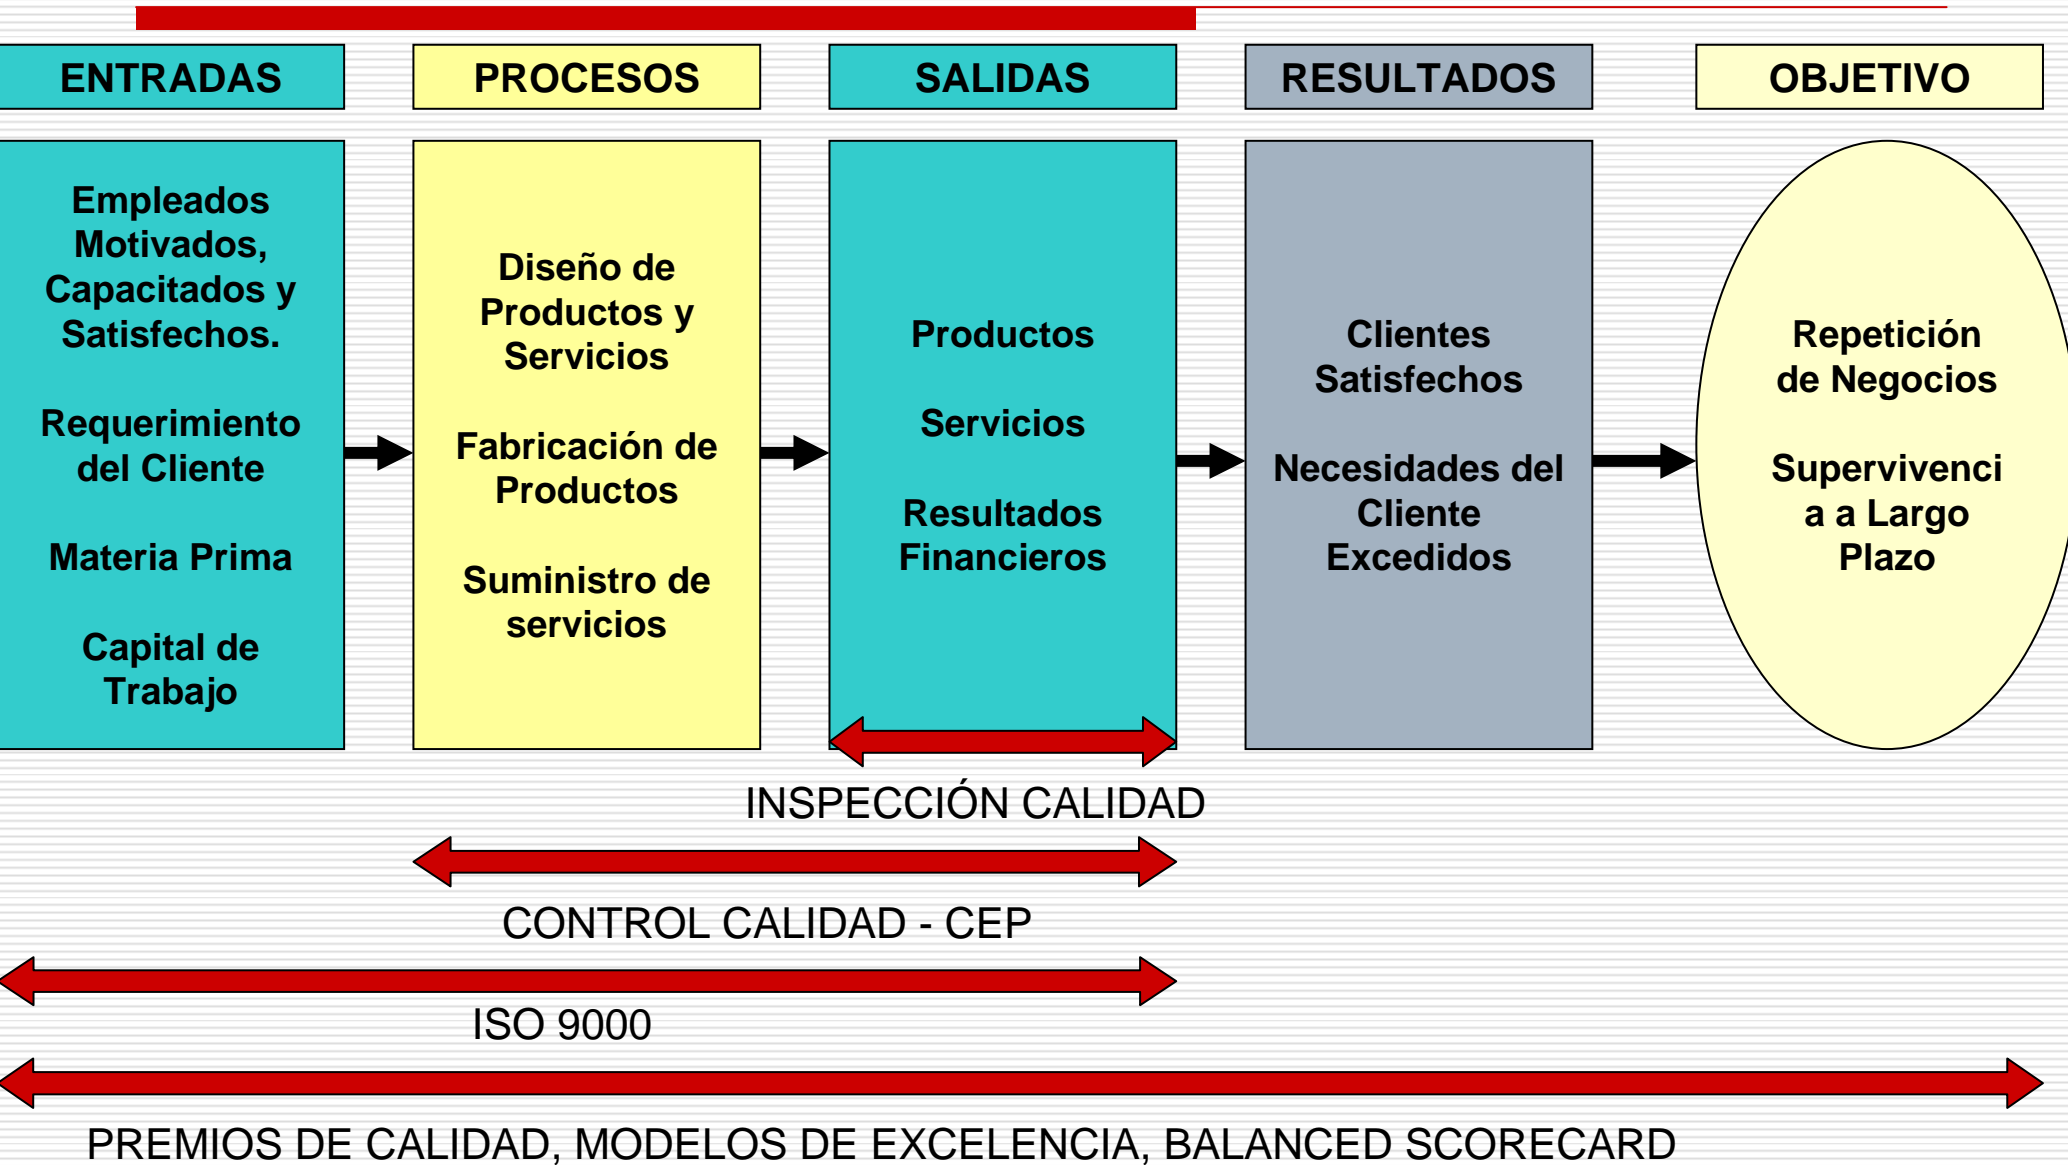 ENTRADAS
PROCESOS
SALIDAS
RESULTADOS
OBJETIVO
Empleados
Motivados,
Capacitados y
Satisfechos.
Requerimiento
del Cliente
Materia Prima
Capital de
Trabajo
Diseño de
Productos y
Servicios
Fabricación de
Productos
Suministro de
servicios
Productos
Servicios
Resultados
Financieros
Clientes
Satisfechos
Necesidades del
Cliente
Excedidos
Repetición
de Negocios
Supervivenci
a a Largo
Plazo
INSPECCIÓN CALIDAD
CONTROL CALIDAD - CEP
ISO 9000
PREMIOS DE CALIDAD, MODELOS DE EXCELENCIA, BALANCED SCORECARD